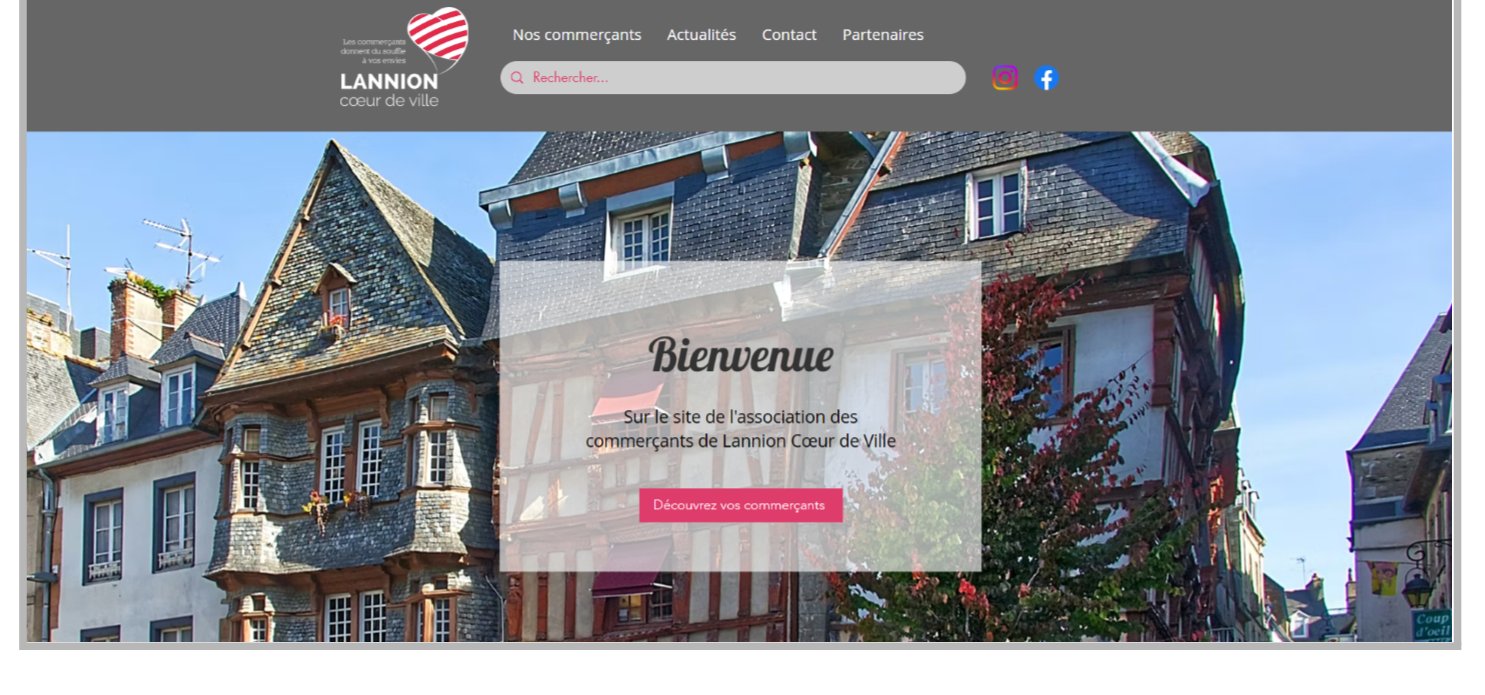 Les commerçants
donnent du souffle
à vos envies
LANNION
cœur de ville
Nos commerçants Actualités Contact Partenaires
Rechercher...
Bienvenue
Sur le site de l'association des
commerçants de Lannion Cœur de Ville
Découvrez vos commerçants
Coup
d'oeil